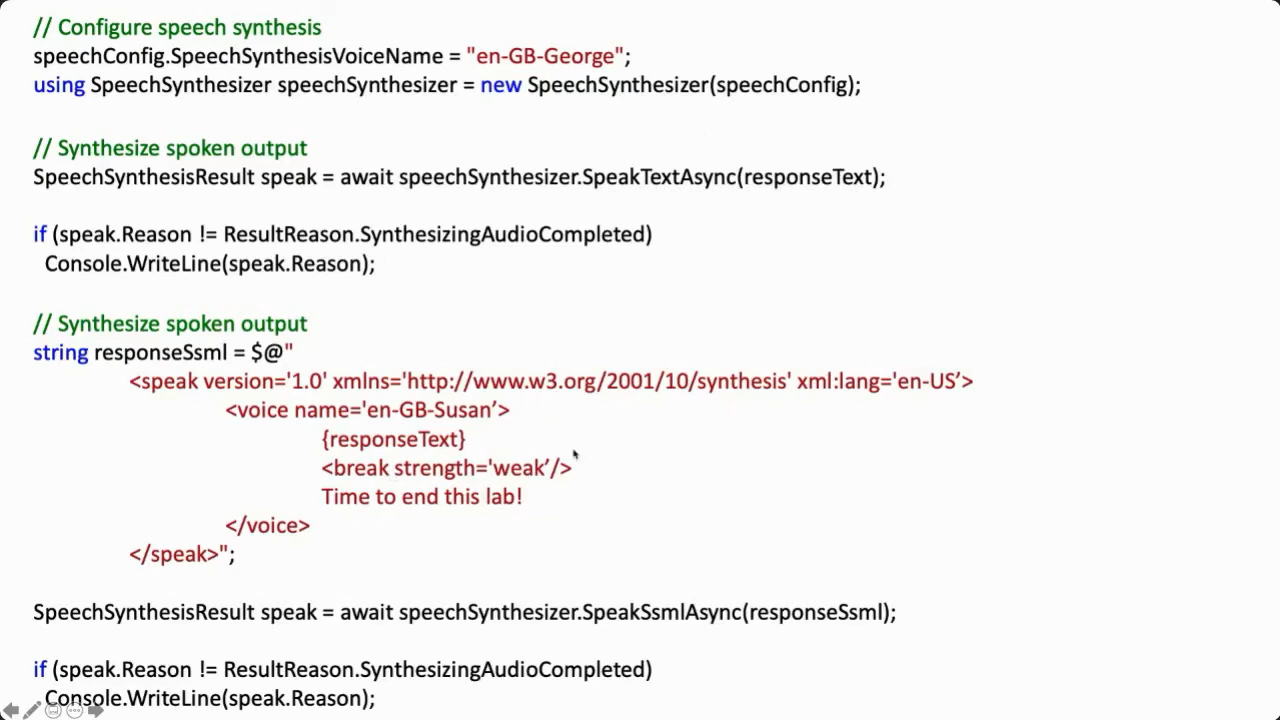 // Configure speech synthesis
speechConfig.SpeechSynthesisVoiceName = "en-GB-George";
using SpeechSynthesizer speechSynthesizer = new SpeechSynthesizer(speechConfig);
// Synthesize spoken output
SpeechSynthesisResult speak = await speechSynthesizer.SpeakTextAsync(responseText);
if (speak.Reason != ResultReason.SynthesizingAudioCompleted)
Console.WriteLine(speak.Reason);
// Synthesize spoken output
string responseSsml = $@"
<speak version='1.0' xmlns='http://www.w3.org/2001/10/synthesis' xml:lang='en-US’>
<voice name='en-GB-Susan’>
{responseText}
<break strength='weak’/>
Time to end this lab!
</voice>
</speak>";
SpeechSynthesisResult speak = await speechSynthesizer.SpeakSsmlAsync(responseSsml);
if (speak.Reason != ResultReason.SynthesizingAudioCompleted)
Console.WriteLine(speak.Reason);